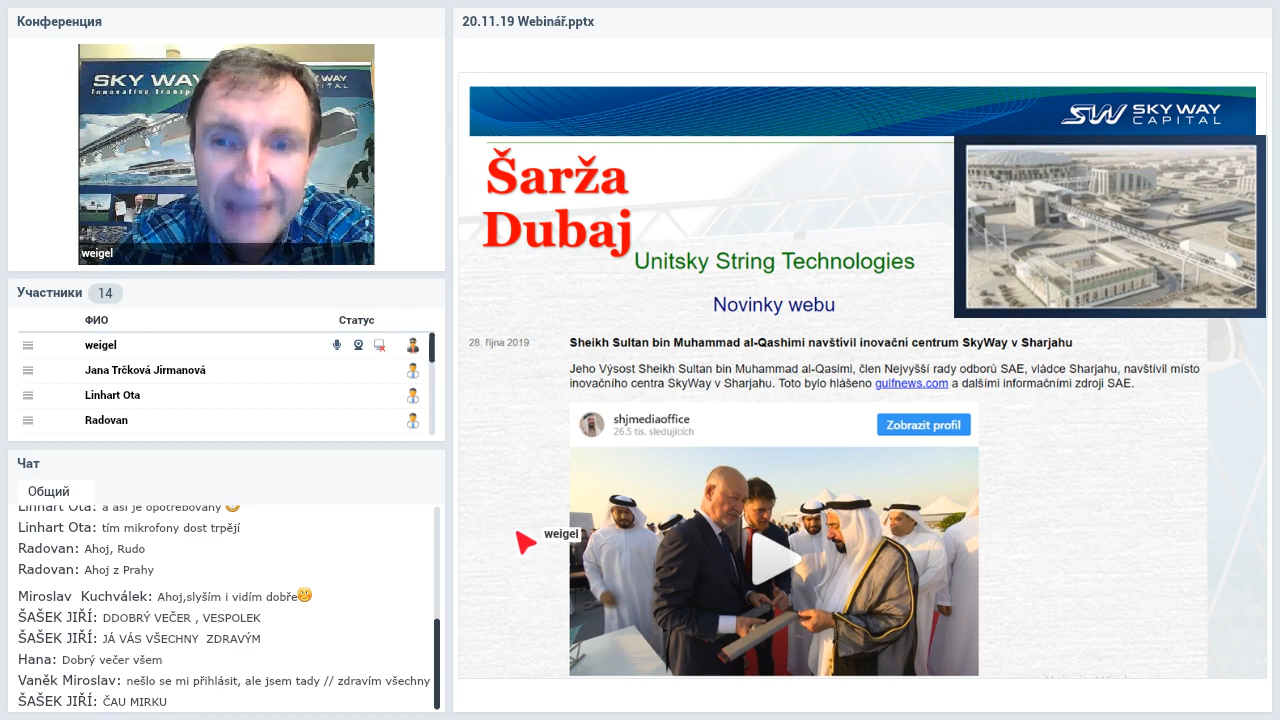 Конференция
SKY WAY
Innovative Transp
WAY
CAPITAL
weigel
Участники 14
ФИО Статус
weigel
Jana Trčková Jirmanová
Linhart Ota
Radovan
Чат
Общий
Linhart Ota: a asi je opotřebovaný
Linhart Ota: tím mikrofony dost trpějí
Radovan: Ahoj, Rudo
Radovan: Ahoj z Prahy
Miroslav Kuchválek: Ahoj,slyším i vidím dobře
ŠAŠEK JIŘÍ: DDOBRÝ VEČER , VESPOLEK
ŠAŠEK JIŘÍ: JÁ VÁS VŠECHNY ZDRAVÝM
Hana: Dobrý večer všem
Vaněk Miroslav: nešlo se mi přihlásit, ale jsem tady // zdravím všechny
ŠAŠEK JIŘÍ: ČAU MIRKU
20.11.19 Webinář.pptx
SW SKY WAY
CAPITAL
Šarža
Dubaj
Unitsky String Technologies
Novinky webu
28. října 2019
Sheikh Sultan bin Muhammad al-Qashimi navštívil inovační centrum SkyWay v Sharjahu
Jeho Výsost Sheikh Sultan bin Muhammad al-Qasimi, člen Nejvyšší rady odborů SAE, vládce Sharjahu, navštívil místo
inovačního centra SkyWay v Sharjahu. Toto bylo hlášeno gulfnews.com a dalšími informačními zdroji SAE.
shjmediaoffice
26.5 tis. sledujících
Zobrazit profil
weigel